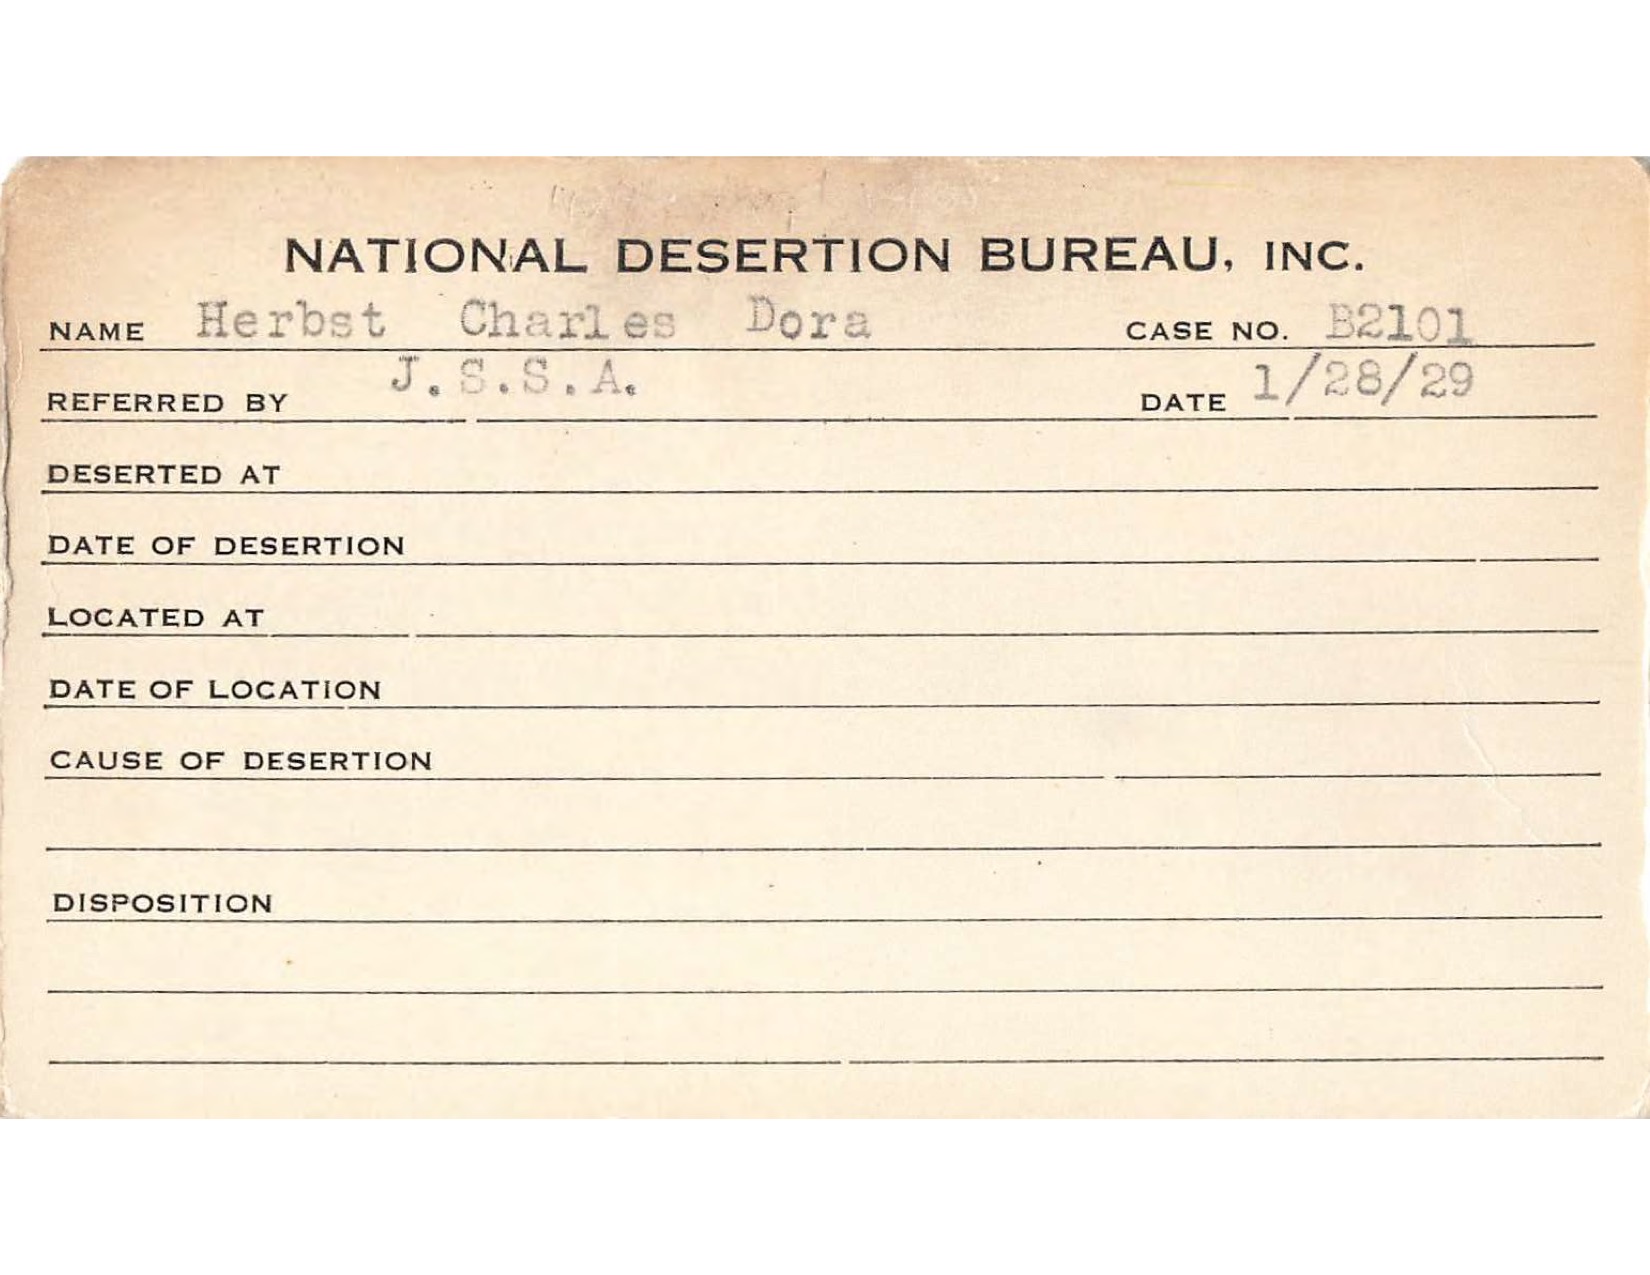 NATIONAL DESERTION BUREAU, INC.
NAME Herbst Charles Dora CASE NO. B2101
REFERRED BY J.S.S.A. DATE 1/28/29
DESERTED AT
DATE OF DESERTION
LOCATED AT
DATE OF LOCATION
CAUSE OF DESERTION
DISPOSITION